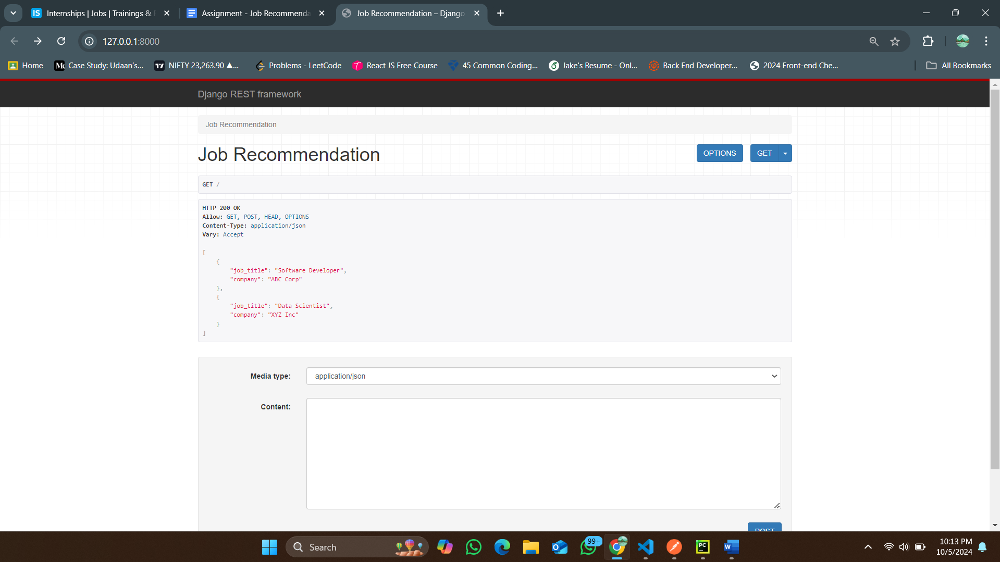 Internships | Jobs | Trainings &
Assignment - Job Recommenda
Job Recommendation – Django
127.0.0.1:8000
Home
Case Study: Udaan's...
NIFTY 23,263.90 ▲...
Problems - LeetCode
React JS Free Course
45 Common Coding...
Jake's Resume - Onl...
Back End Developer...
2024 Front-end Che...
All Bookmarks
Django REST framework
Job Recommendation
Job Recommendation
OPTIONS
GET
GET /
HTTP 200 OK
Allow: GET, POST, HEAD, OPTIONS
Content-Type: application/json
Vary: Accept
[
{
"job_title": "Software Developer",
"company": "ABC Corp"
},
{
"job_title": "Data Scientist",
"company": "XYZ Inc"
}
]
Media type:
application/json
Content:
POST
Search
99+
10:13 PM
10/5/2024